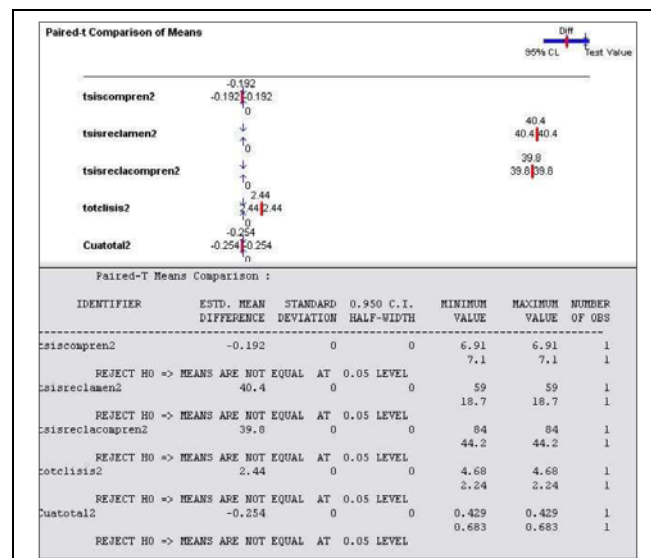 Paired-t Comparison of Means
Diff
95% CL Test Value
-0.192
tsiscompren2 -0.192 -0.192
0
40.4
tsisreclamen2 40.4 40.4
0
39.8
tsisreclacompren2 39.8 39.8
0
2.44
totclisis2 2.44 2.44
0
-0.254
Cuatotal2 -0.254 -0.254
0
Paired-T Means Comparison :
IDENTIFIER ESTD. MEAN STANDARD 0.950 C.I. MINIMUM MAXIMUM NUMBER
DIFFERENCE DEVIATION HALF-WIDTH VALUE VALUE OF OBS
tsiscompren2 -0.192 0 0 6.91 6.91 1
7.1 7.1 1
REJECT H0 => MEANS ARE NOT EQUAL AT 0.05 LEVEL
tsisreclamen2 40.4 0 0 59 59 1
18.7 18.7 1
REJECT H0 => MEANS ARE NOT EQUAL AT 0.05 LEVEL
tsisreclacompren2 39.8 0 0 84 84 1
44.2 44.2 1
REJECT H0 => MEANS ARE NOT EQUAL AT 0.05 LEVEL
totclisis2 2.44 0 0 4.68 4.68 1
2.24 2.24 1
REJECT H0 => MEANS ARE NOT EQUAL AT 0.05 LEVEL
Cuatotal2 -0.254 0 0 0.429 0.429 1
0.683 0.683 1
REJECT H0 => MEANS ARE NOT EQUAL AT 0.05 LEVEL